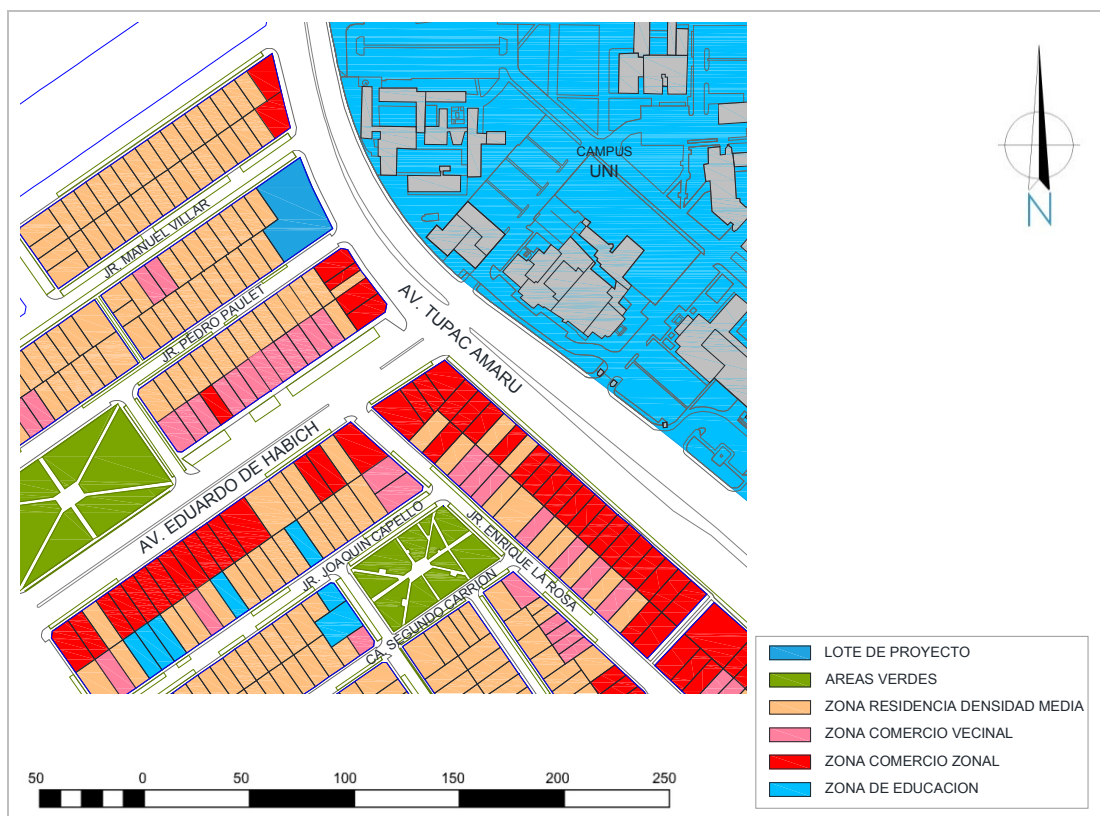 CAMPUS
UNI
N
JR. MANUEL VILLAR
JR. PEDRO PAULET
AV. TUPAC AMARU
AV. EDUARDO DE HABICH
JR. JOAQUIN CAPELLO
JR. ENRIQUE LA ROSA
CA. SEGUNDO CARRION
LOTE DE PROYECTO
AREAS VERDES
ZONA RESIDENCIA DENSIDAD MEDIA
ZONA COMERCIO VECINAL
ZONA COMERCIO ZONAL
ZONA DE EDUCACION
50 0 50 100 150 200 250